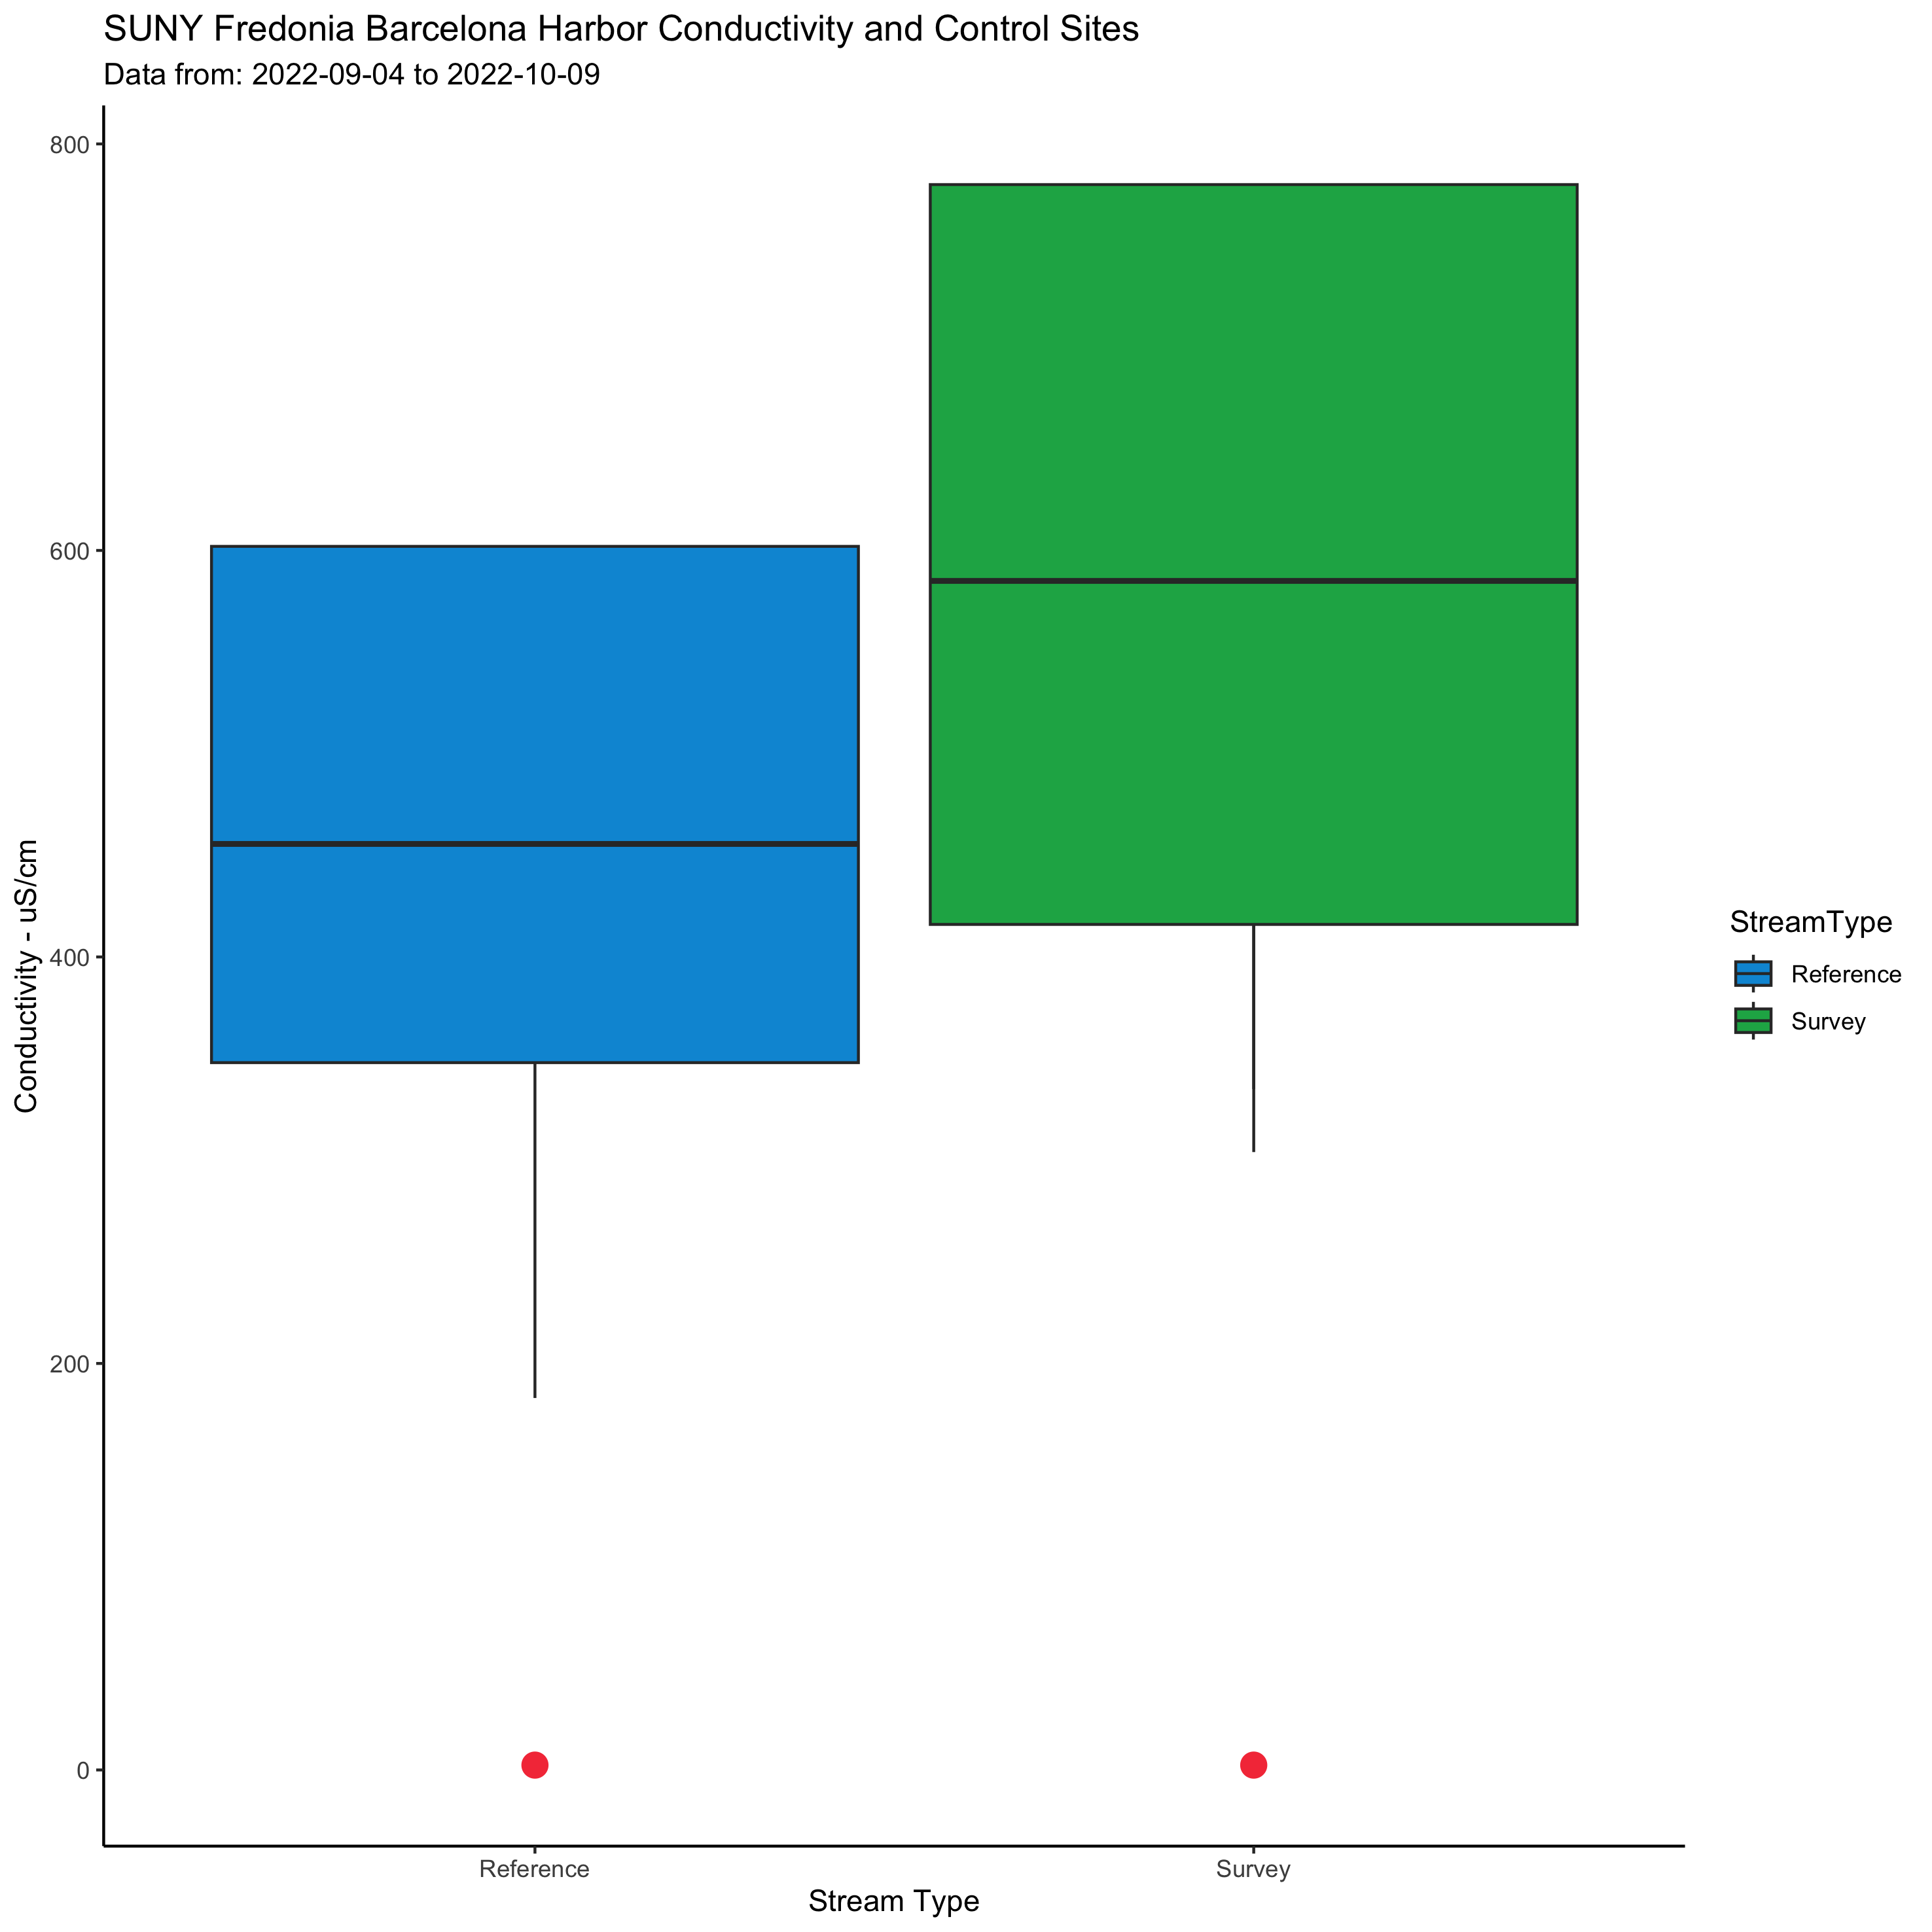 SUNY Fredonia Barcelona Harbor Conductivity and Control Sites
Data from: 2022-09-04 to 2022-10-09
800
600
400
200
0
Conductivity - uS/cm
Reference
Survey
Stream Type
StreamType
Reference
Survey